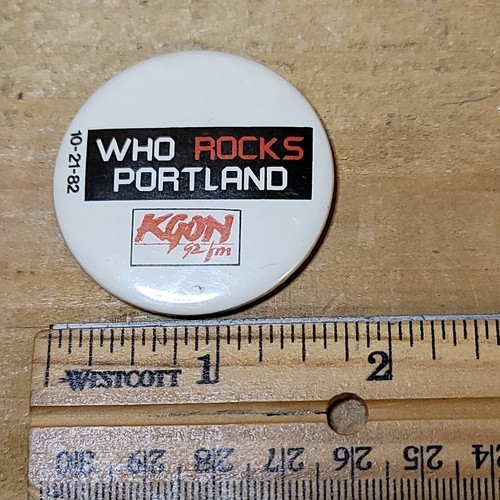 10-21-82
WHO ROCKS
PORTLAND
KGON
92 fm
1 2
WESTCOTT
30 29 28 27 26 25 24